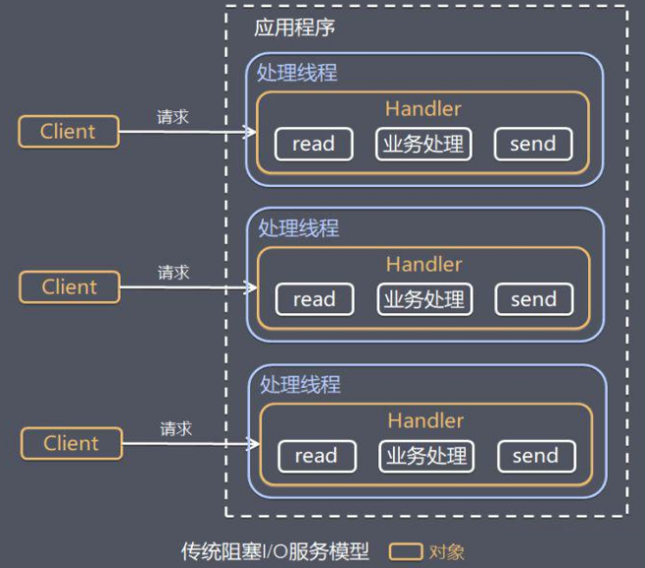 应用程序
处理线程
Handler
Client
请求
read
业务处理
send
处理线程
Handler
Client
请求
read
业务处理
send
处理线程
Handler
Client
请求
read
业务处理
send
传统阻塞I/O服务模型
对象